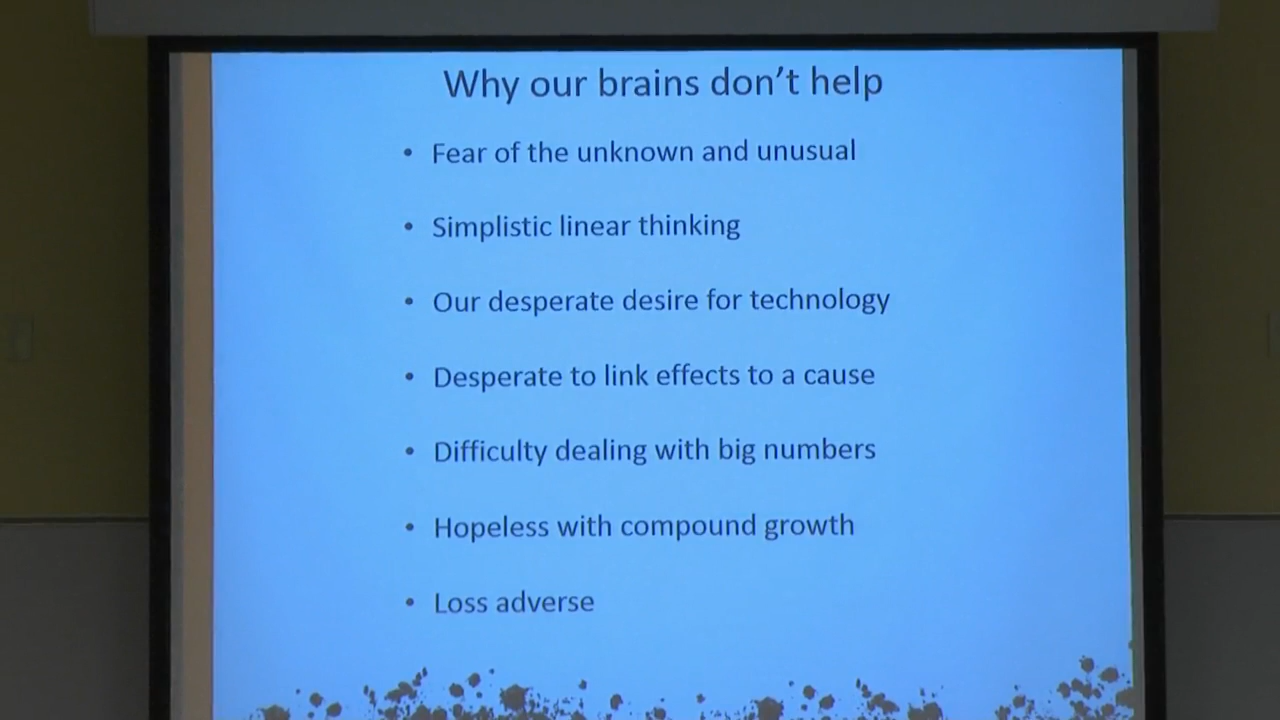 Why our brains don’t help
• Fear of the unknown and unusual
• Simplistic linear thinking
• Our desperate desire for technology
• Desperate to link effects to a cause
• Difficulty dealing with big numbers
• Hopeless with compound growth
• Loss adverse